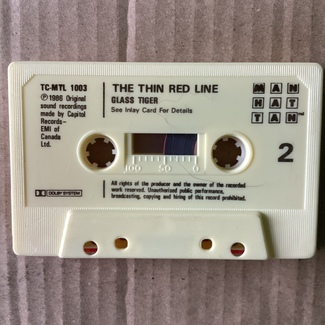 TC-MTL 1003
℗ 1986 Original
sound recordings
made by Capitol
Records-
EMI of
Canada
Ltd.
THE THIN RED LINE
GLASS TIGER
See Inlay Card For Details
MAN
HAT
TAN™
2
100 50 0
DOLBY SYSTEM
All rights of the producer and the owner of the recorded
work reserved. Unauthorised public performance,
broadcasting, copying and hiring of this record prohibited.